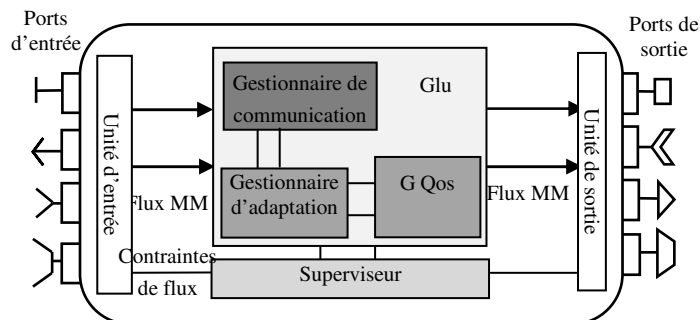 Ports
d'entrée
Ports de
sortie
Gestionnaire de
communication
Glu
Unité d'entrée
Unité de sortie
Gestionnaire
d'adaptation
G Qos
Flux MM
Flux MM
Contraintes
de flux
Superviseur